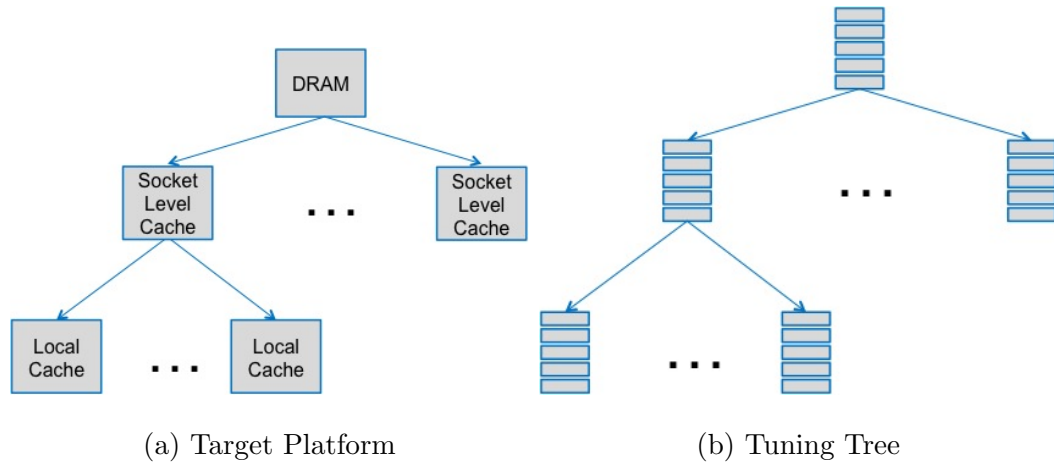 DRAM
Socket
Level
Cache
...
Socket
Level
Cache
Local
Cache
...
Local
Cache
...
...
(a) Target Platform
(b) Tuning Tree